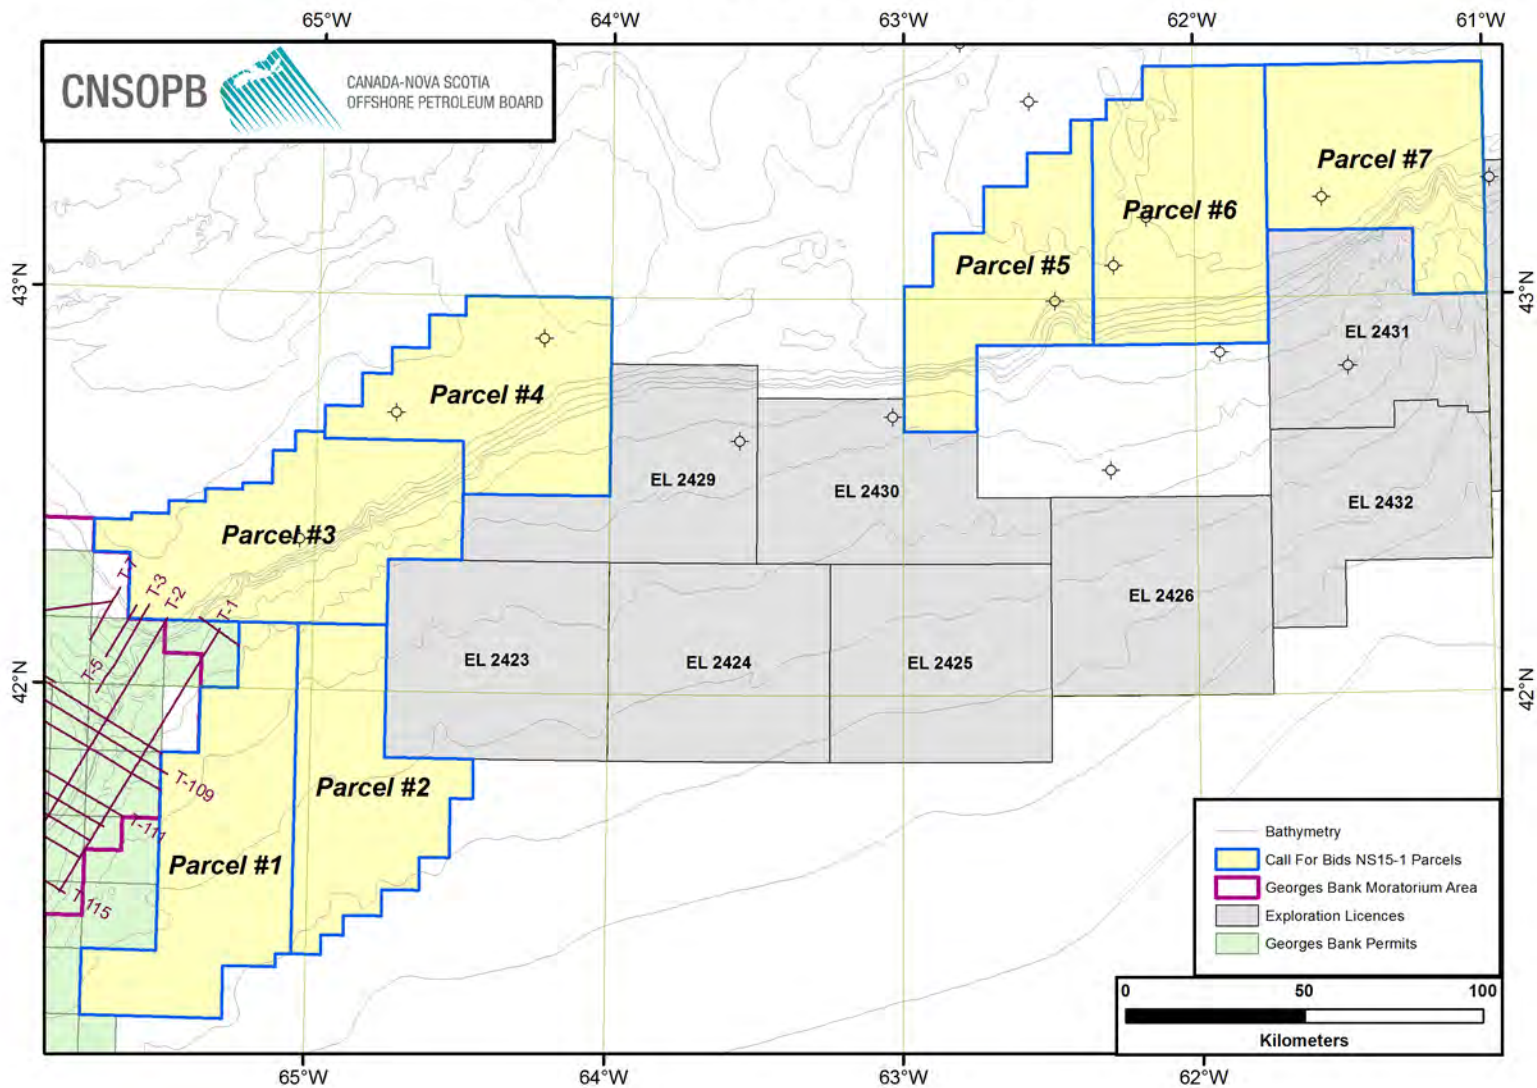 65°W
64°W
63°W
62°W
61°W
CNSOPB
CANADA-NOVA SCOTIA
OFFSHORE PETROLEUM BOARD
Parcel #7
Parcel #6
Parcel #5
43°N
43°N
EL 2431
Parcel #4
EL 2429
EL 2430
EL 2432
Parcel #3
T-7
T-3
T-2
T-1
T-5
EL 2426
EL 2423
EL 2424
EL 2425
42°N
42°N
T-109
Parcel #2
T-111
Parcel #1
T-115
Bathymetry
Call For Bids NS15-1 Parcels
Georges Bank Moratorium Area
Exploration Licences
Georges Bank Permits
0 50 100
Kilometers
65°W
64°W
63°W
62°W